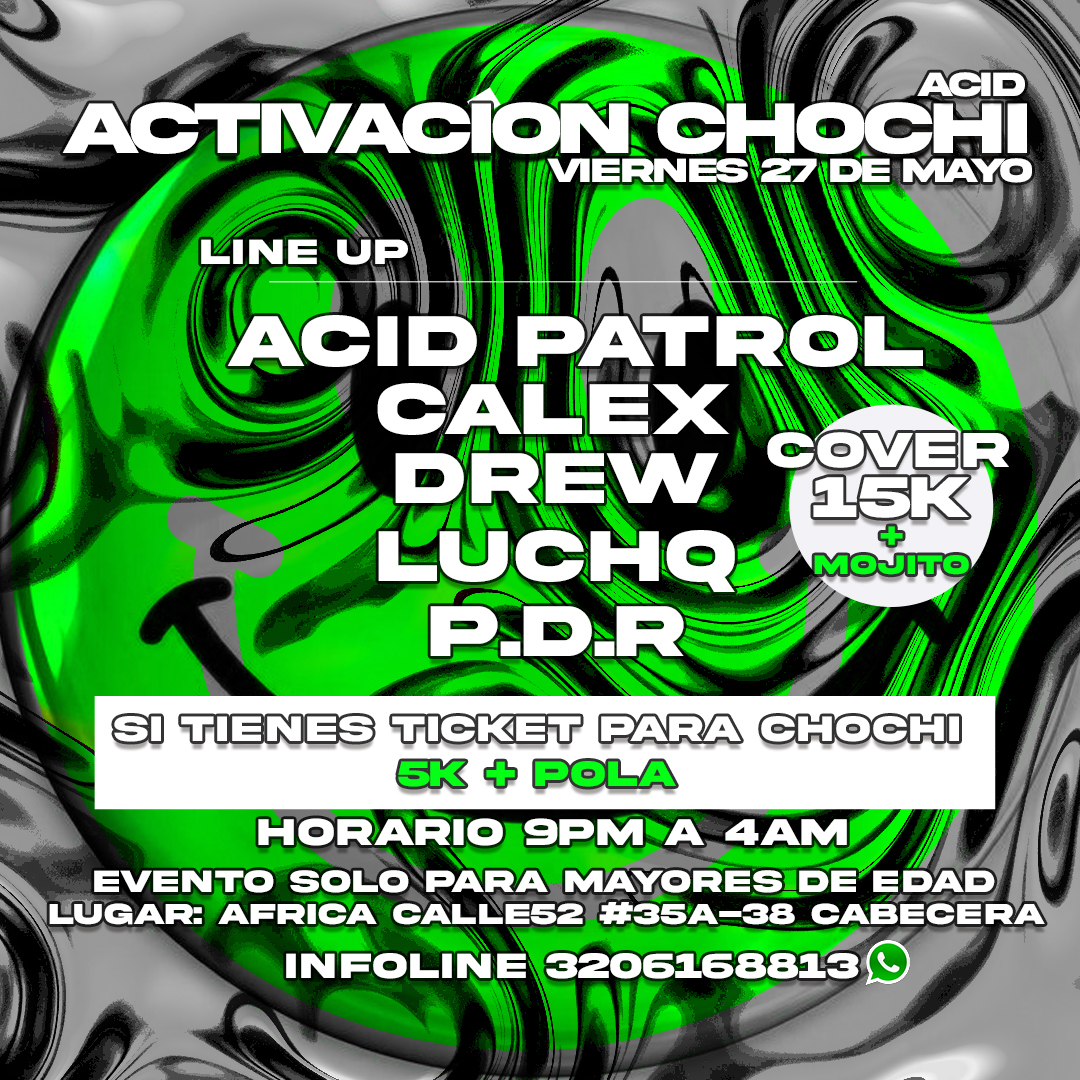 ACID
ACTIVACÍON CHOCHI
VIERNES 27 DE MAYO
LINE UP
ACID PATROL
CALEX
DREW
LUCHQ
P.D.R
COVER
15K
+
MOJITO
SI TIENES TICKET PARA CHOCHI
5K + POLA
HORARIO 9PM A 4AM
EVENTO SOLO PARA MAYORES DE EDAD
LUGAR: AFRICA CALLE52 #35A-38 CABECERA
INFOLINE 3206168813